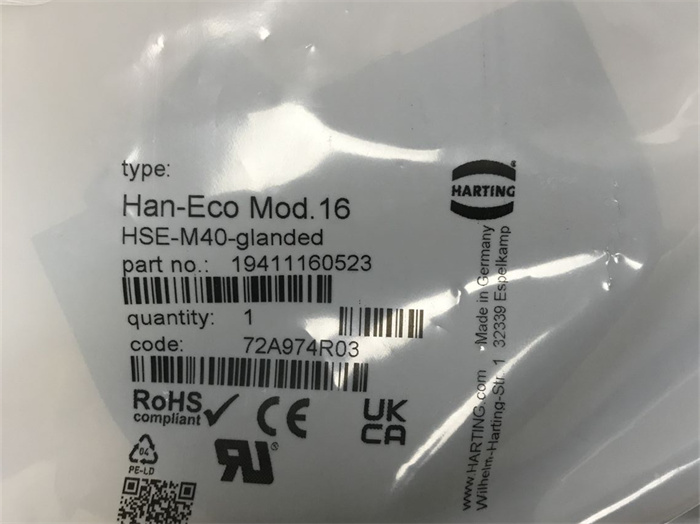 type:
HARTING®
Han-Eco Mod.16
HSE-M40-glanded
part no.: 19411160523
quantity: 1
code: 72A974R03
RoHS
compliant
CE
UK
CA
04
PE-LD
RU
www.HARTING.com Made in Germany
Wilhelm-Harting-Str. 1 32339 Espelkamp